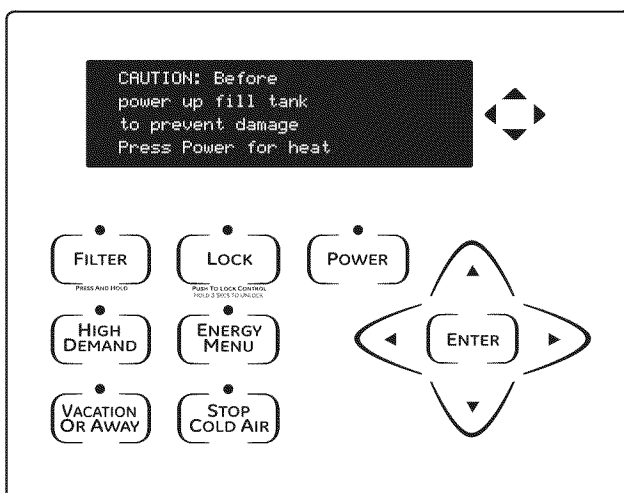 CAUTION: Before
power up fill tank
to prevent damage
Press Power for heat
FILTER
PRESS AND HOLD
LOCK
PUSH TO LOCK CONTROL
HOLD 3 SECS TO UNLOCK
POWER
HIGH
DEMAND
ENERGY
MENU
ENTER
VACATION
OR AWAY
STOP
COLD AIR